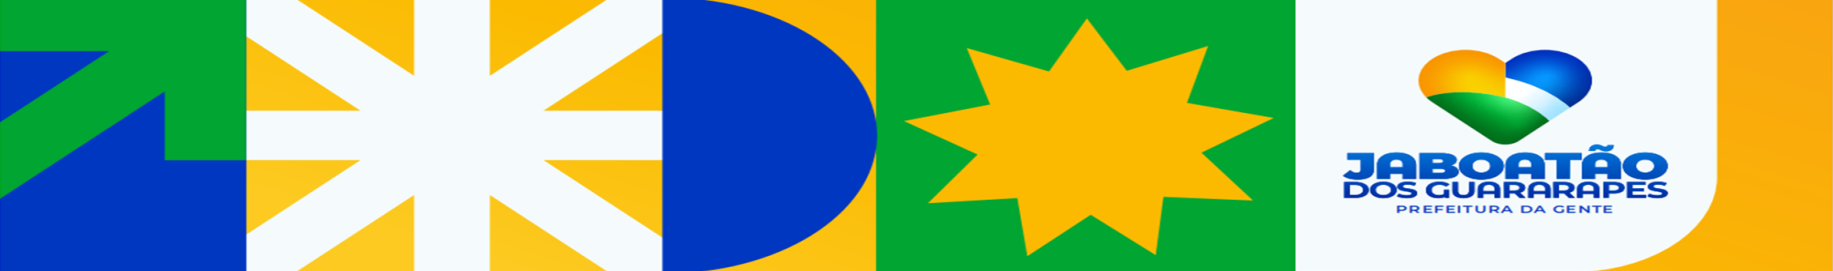 JABOATÃO
DOS GUARARAPES
PREFEITURA DA GENTE